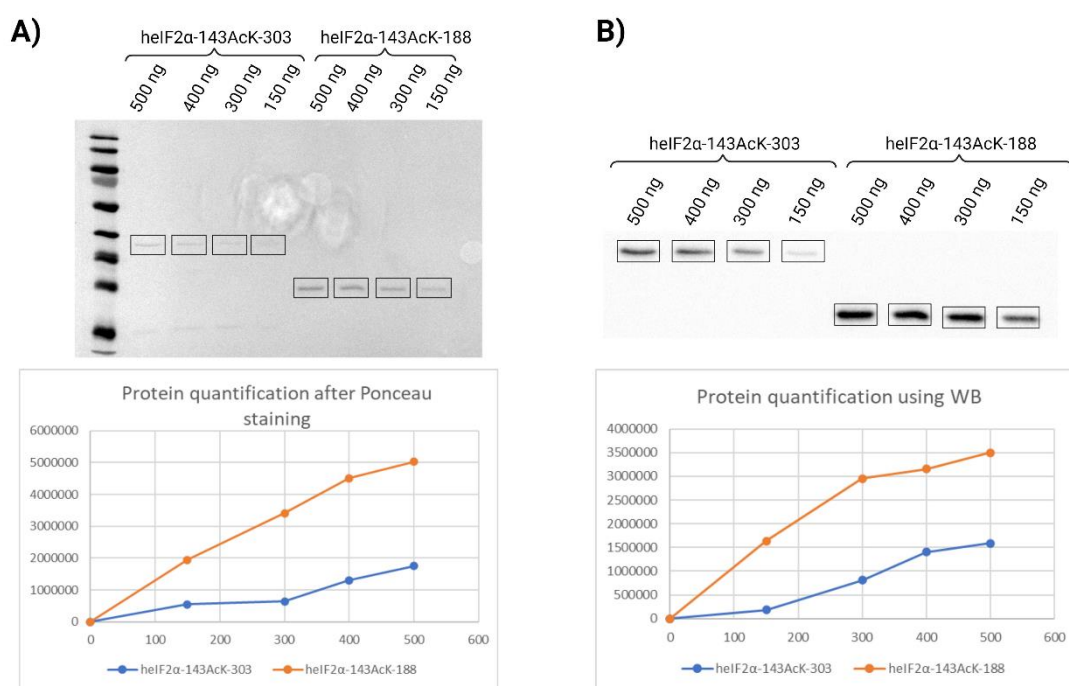 A)
heIF2α-143AcK-303 heIF2α-143AcK-188
500 ng 400 ng 300 ng 150 ng 500 ng 400 ng 300 ng 150 ng
Protein quantification after Ponceau
staining
6000000
5000000
4000000
3000000
2000000
1000000
0
0 100 200 300 400 500 600
heIF2α-143AcK-303 heIF2α-143AcK-188
B)
heIF2α-143AcK-303 heIF2α-143AcK-188
500 ng 400 ng 300 ng 150 ng 500 ng 400 ng 300 ng 150 ng
Protein quantification using WB
4000000
3500000
3000000
2500000
2000000
1500000
1000000
500000
0
0 100 200 300 400 500 600
heIF2α-143AcK-303 heIF2α-143AcK-188